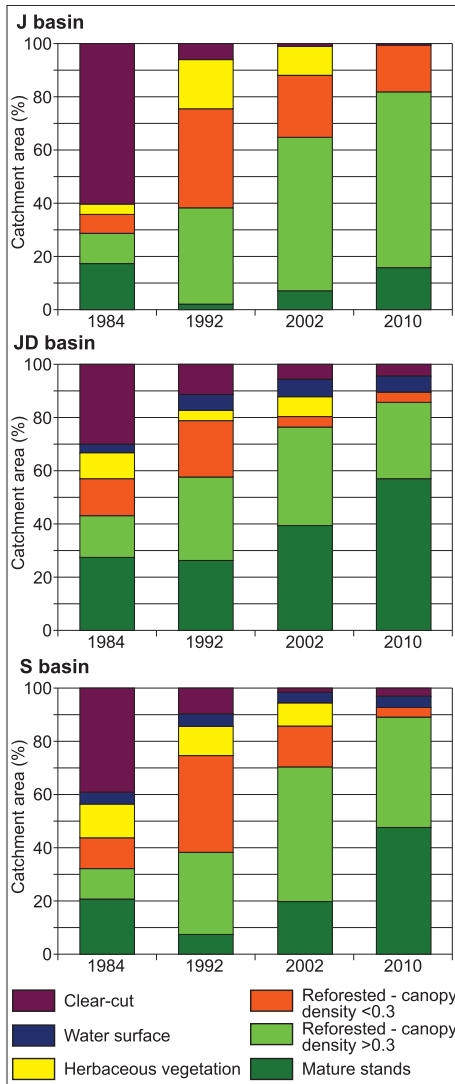 J basin
100
80
60
40
20
0
Catchment area (%)
1984 1992 2002 2010
JD basin
100
80
60
40
20
0
Catchment area (%)
1984 1992 2002 2010
S basin
100
80
60
40
20
0
Catchment area (%)
1984 1992 2002 2010
Clear-cut
Water surface
Herbaceous vegetation
Reforested - canopy
density <0.3
Reforested - canopy
density >0.3
Mature stands